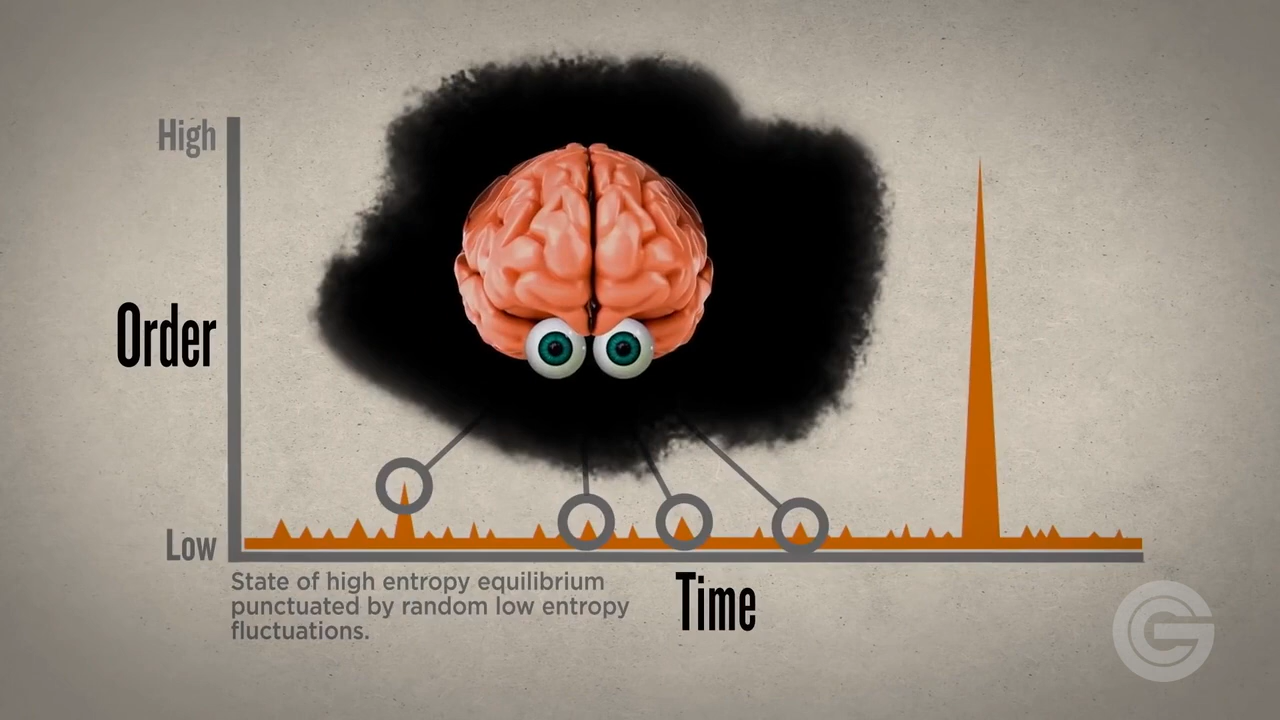 High
Order
Low
State of high entropy equilibrium
punctuated by random low entropy
fluctuations.
Time